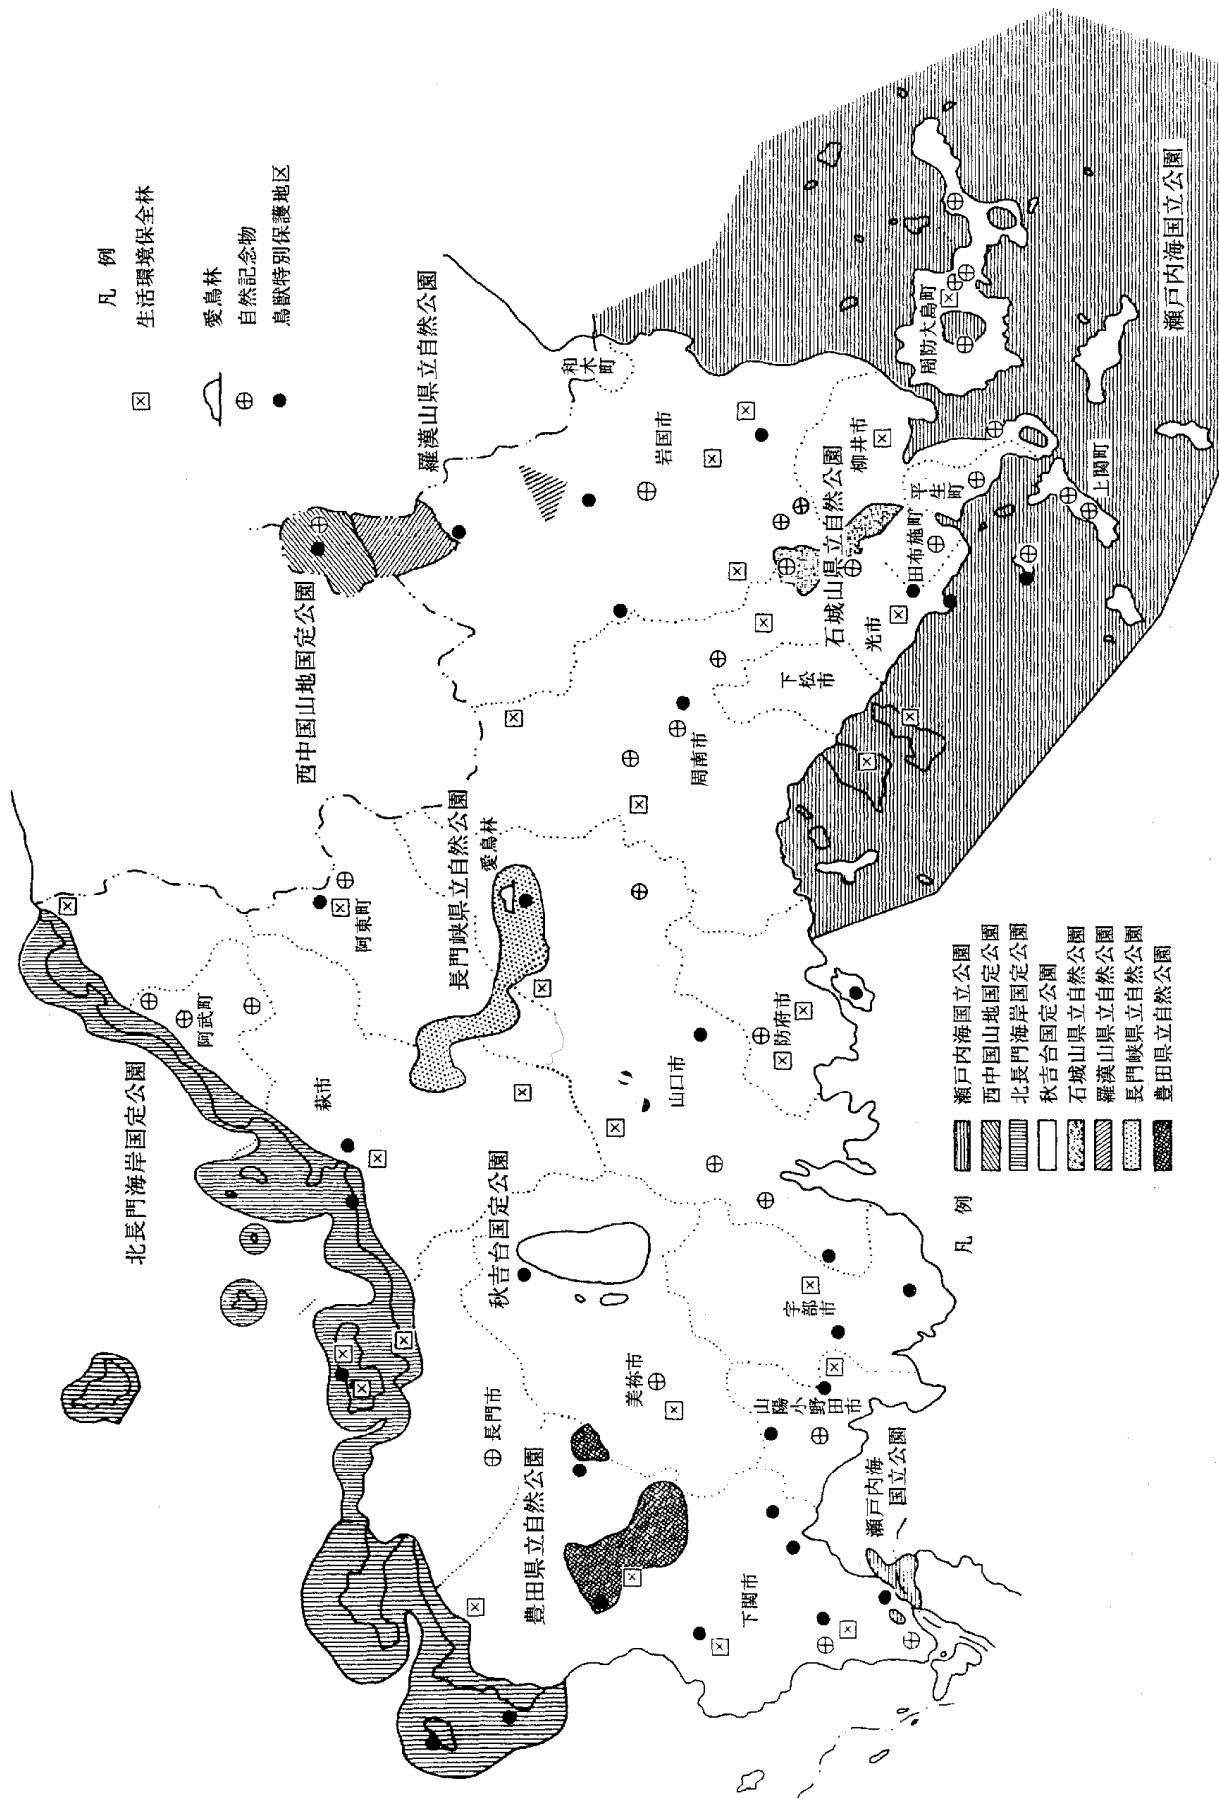 凡 例
生活環境保全林
愛鳥林
自然記念物
鳥獣特別保護地区
北長門海岸国定公園
西中国山地国定公園
羅漢山県立自然公園
阿武町
萩市
阿東町
長門峡県立自然公園
愛鳥林
和木町
岩国市
秋吉台国定公園
長門市
豊田県立自然公園
美祢市
山口市
周南市
防府市
下松市
光市
石城山県立自然公園
柳井市
田布施町
平生町
周防大島町
上関町
瀬戸内海国立公園
宇部市
山陽小野田市
下関市
瀬戸内海
国立公園
凡 例
瀬戸内海国立公園
西中国山地国定公園
北長門海岸国定公園
秋吉台国定公園
石城山県立自然公園
羅漢山県立自然公園
長門峡県立自然公園
豊田県立自然公園